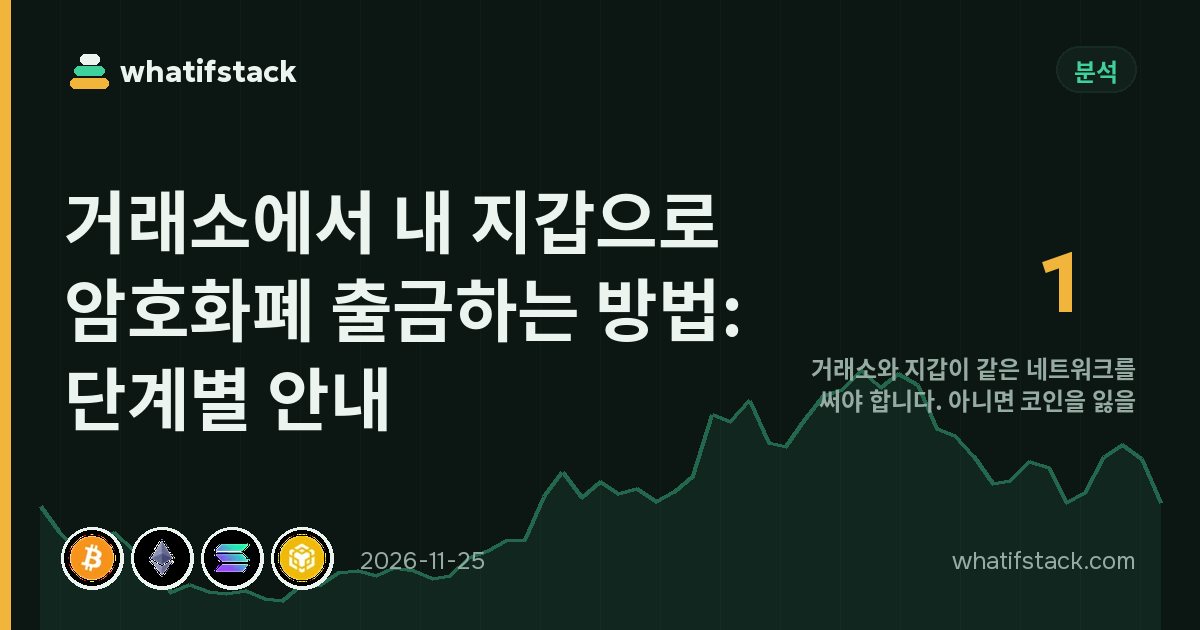 whatifstack
분석
거래소에서 내 지갑으로
암호화폐 출금하는 방법:
단계별 안내
1
거래소와 지갑이 같은 네트워크를
써야 합니다. 아니면 코인을 잃을
2026-11-25
whatifstack.com